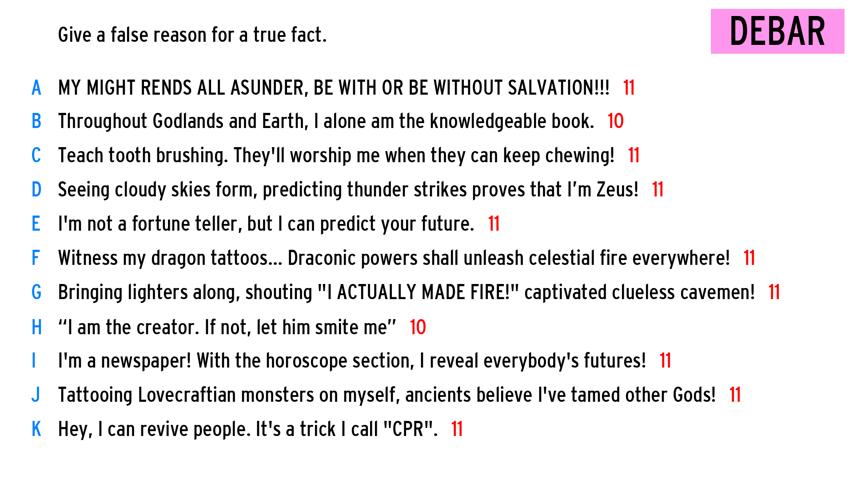 Give a false reason for a true fact.
DEBAR
A MY MIGHT RENDS ALL ASUNDER, BE WITH OR BE WITHOUT SALVATION!!! 11
B Throughout Godlands and Earth, I alone am the knowledgeable book. 10
C Teach tooth brushing. They'll worship me when they can keep chewing! 11
D Seeing cloudy skies form, predicting thunder strikes proves that I’m Zeus! 11
E I'm not a fortune teller, but I can predict your future. 11
F Witness my dragon tattoos... Draconic powers shall unleash celestial fire everywhere! 11
G Bringing lighters along, shouting "I ACTUALLY MADE FIRE!" captivated clueless cavemen! 11
H “I am the creator. If not, let him smite me” 10
I I'm a newspaper! With the horoscope section, I reveal everybody's futures! 11
J Tattooing Lovecraftian monsters on myself, ancients believe I've tamed other Gods! 11
K Hey, I can revive people. It's a trick I call "CPR". 11